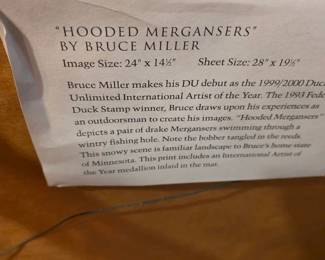 "HOODED MERGANSERS"
BY BRUCE MILLER
Image Size: 24" x 14½" Sheet Size: 28" x 19½"
Bruce Miller makes his DU debut as the 1999/2000 Duck
Unlimited International Artist of the Year. The 1993 Fede
Duck Stamp winner, Bruce draws upon his experiences as
an outdoorsman to create his images. "Hooded Mergansers"
depicts a pair of drake Mergansers swimming through a
wintry fishing hole. Note the bobber tangled in the reeds.
This snowy scene is familiar landscape to Bruce's home state
of Minnesota. This print includes an International Artist of
the Year medallion inlaid in the mat.